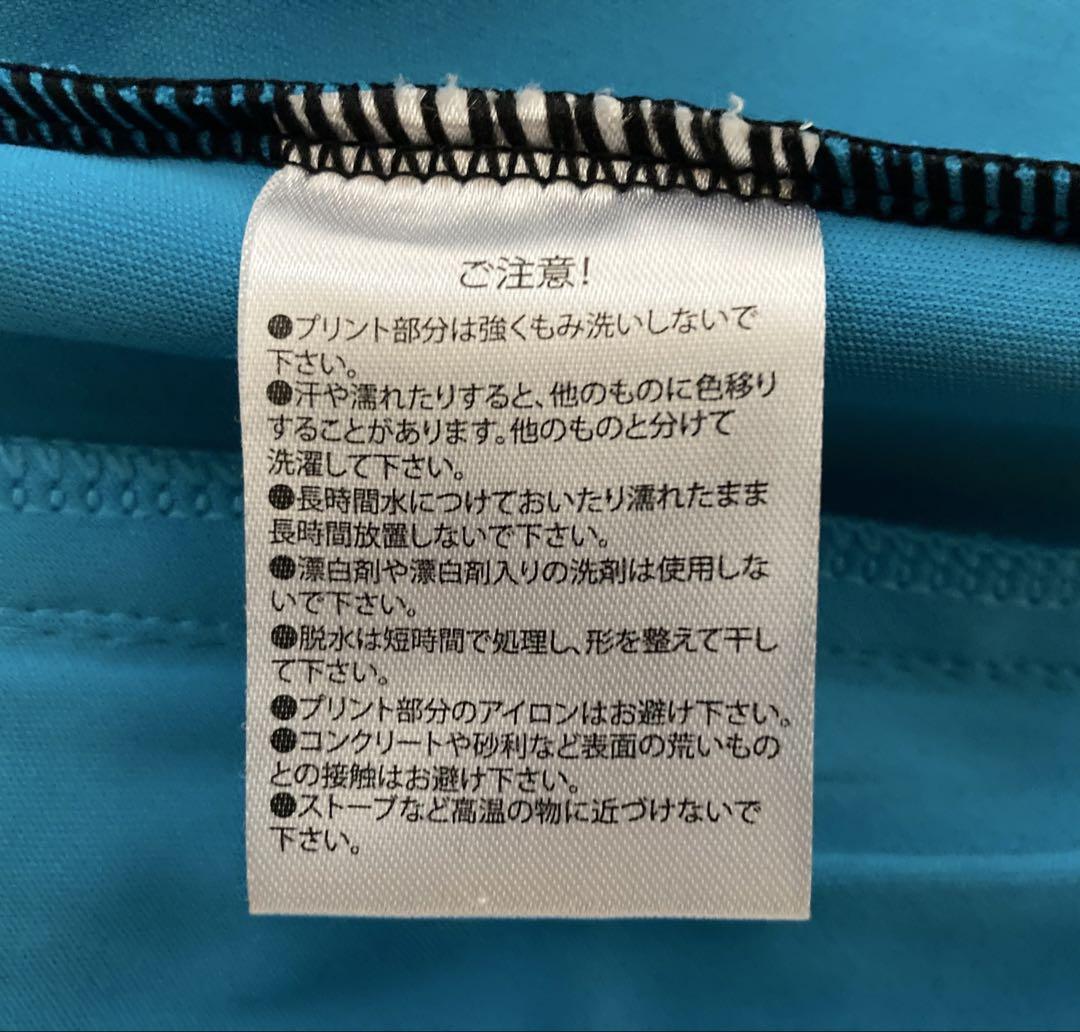 ご注意!
●プリント部分は強くもみ洗いしないで
下さい。
●汗や濡れたりすると、他のものに色移り
することがあります。他のものと分けて
洗濯して下さい。
●長時間水につけておいたり濡れたまま
長時間放置しないで下さい。
●漂白剤や漂白剤入りの洗剤は使用しな
いで下さい。
●脱水は短時間で処理し、形を整えて干し
て下さい。
●プリント部分のアイロンはお避け下さい。
●コンクリートや砂利など表面の荒いもの
との接触はお避け下さい。
●ストーブなど高温の物に近づけないで
下さい。